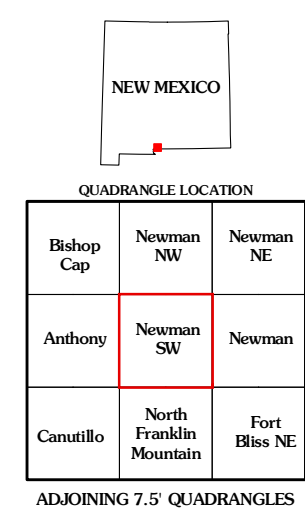 NEW MEXICO
QUADRANGLE LOCATION
Bishop
Cap
Newman
NW
Newman
NE
Anthony
Newman
SW
Newman
Canutillo
North
Franklin
Mountain
Fort
Bliss NE
ADJOINING 7.5' QUADRANGLES